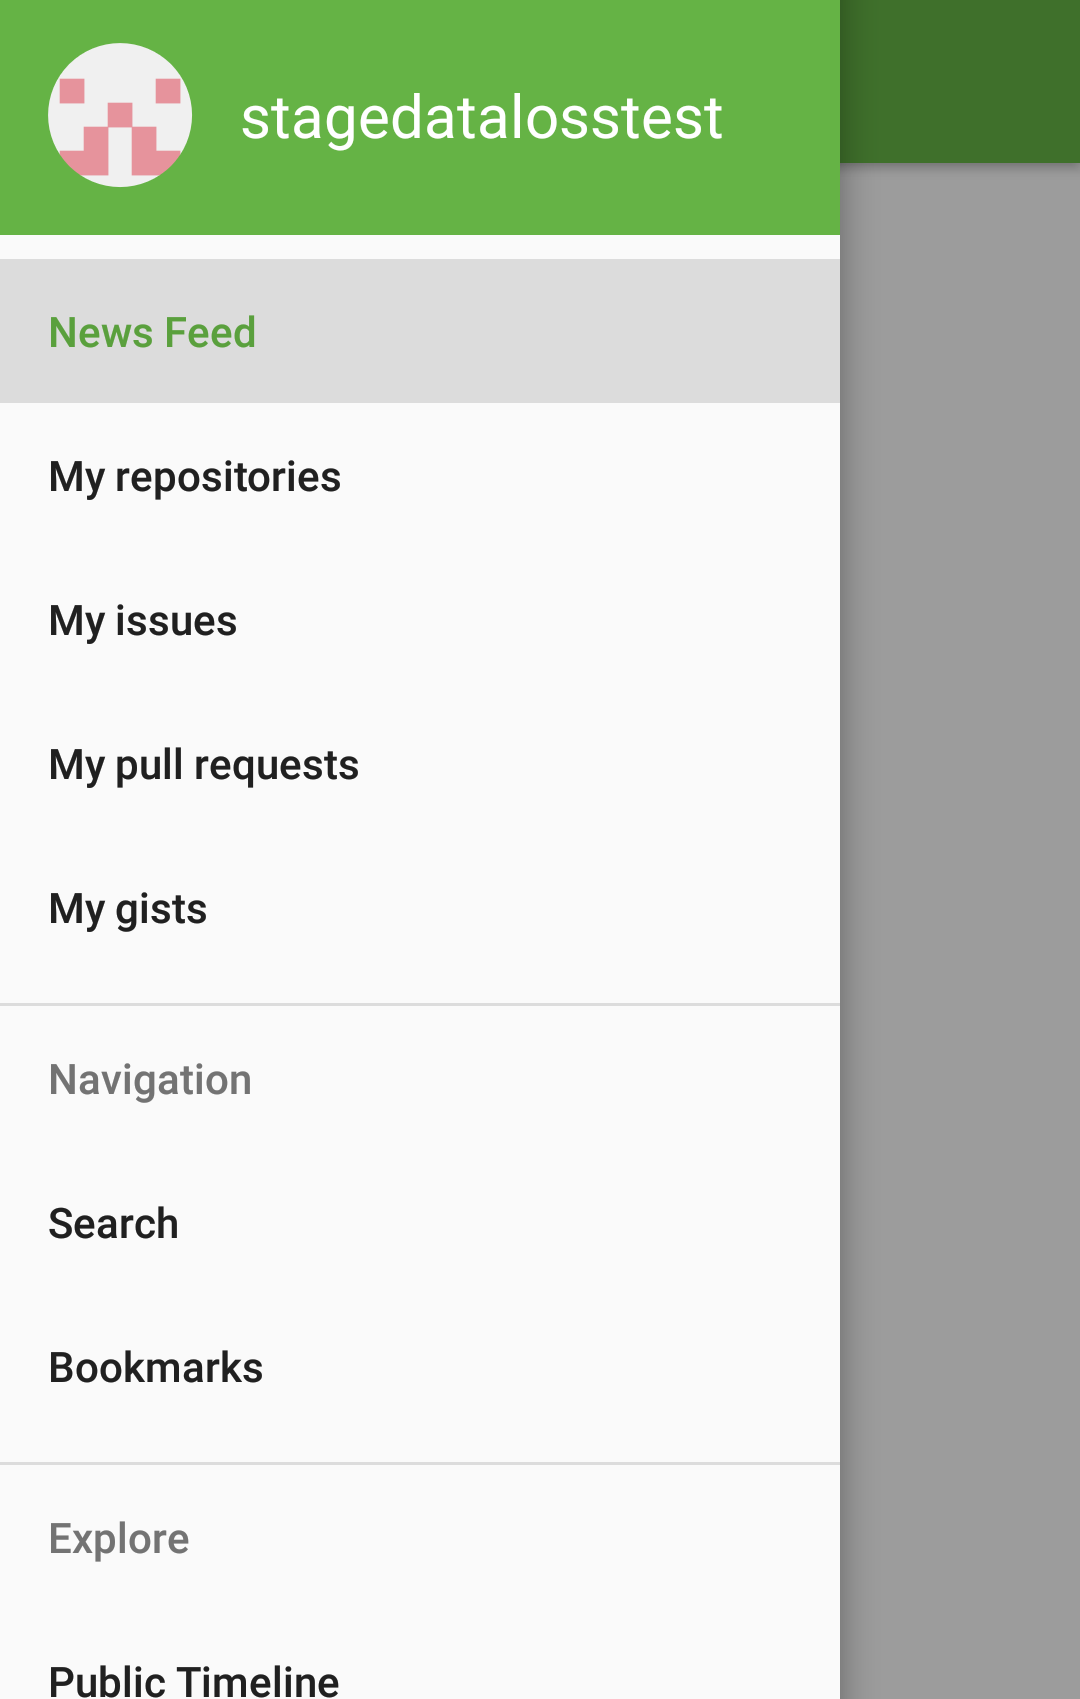 stagedatalosstest
News Feed
My repositories
My issues
My pull requests
My gists
Navigation
Search
Bookmarks
Explore
Public Timeline